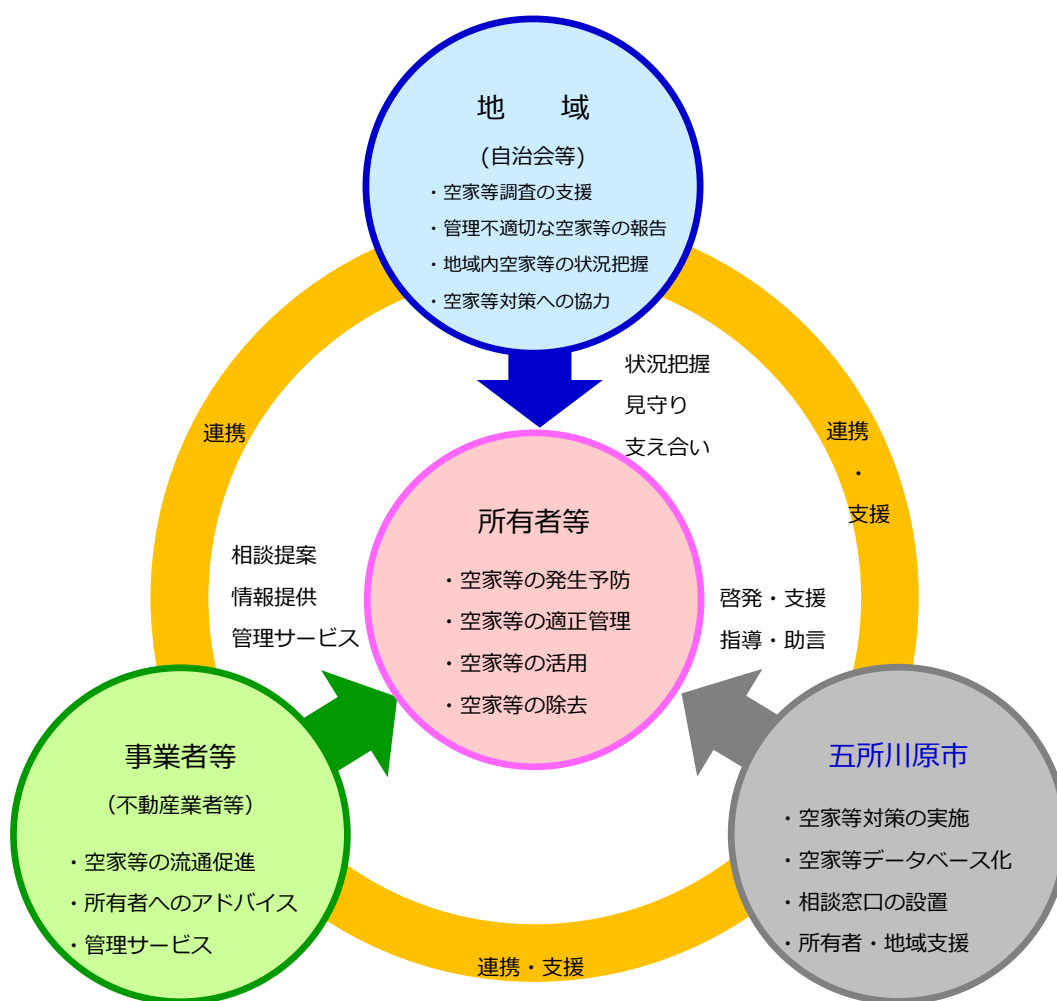 地　域
(自治会等)
・空家等調査の支援
・管理不適切な空家等の報告
・地域内空家等の状況把握
・空家等対策への協力
状況把握
見守り
支え合い
連携
連携
・
支援
所有者等
・空家等の発生予防
・空家等の適正管理
・空家等の活用
・空家等の除去
相談提案
情報提供
管理サービス
啓発・支援
指導・助言
事業者等
（不動産業者等）
・空家等の流通促進
・所有者へのアドバイス
・管理サービス
五所川原市
・空家等対策の実施
・空家等データベース化
・相談窓口の設置
・所有者・地域支援
連携・支援